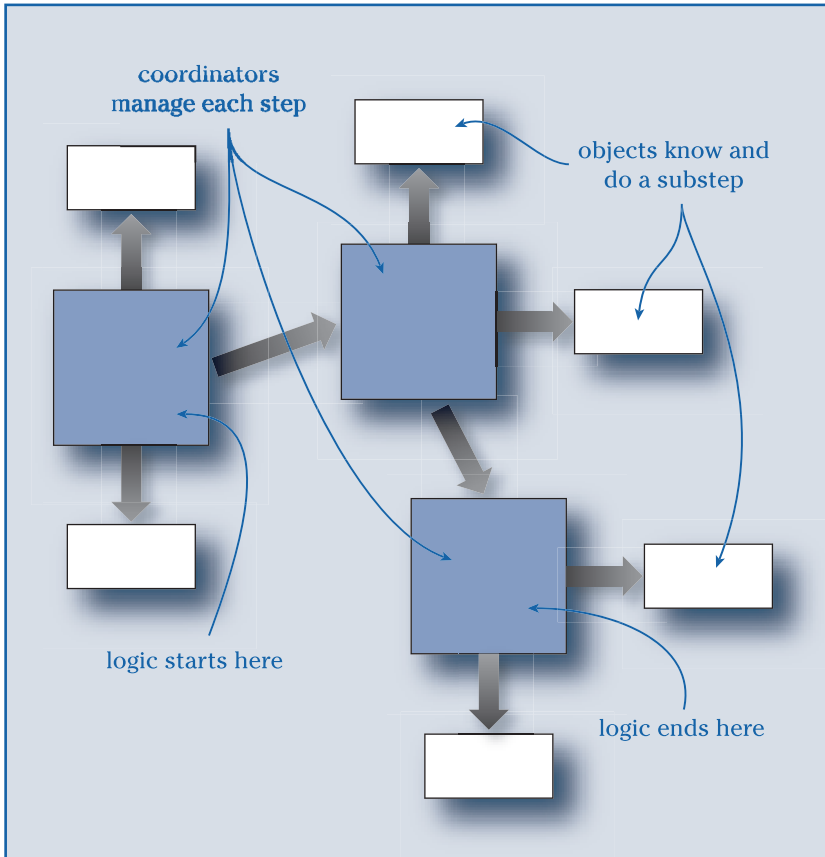 coordinators
manage each step
objects know and
do a substep
logic starts here
logic ends here